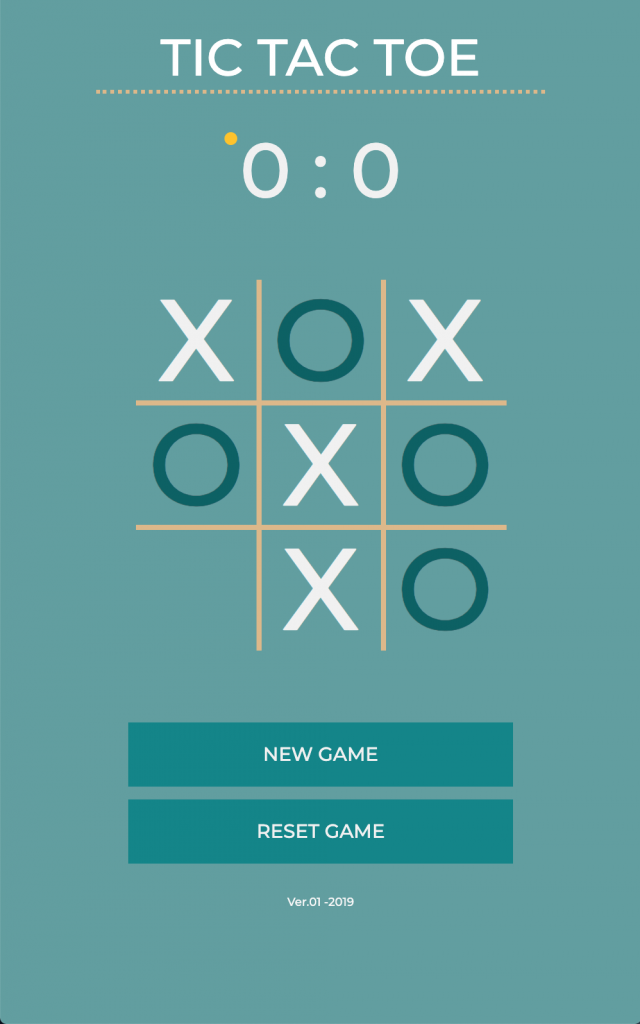 TIC TAC TOE
0 : 0
X O X
O X O
X O
NEW GAME
RESET GAME
Ver.01 -2019